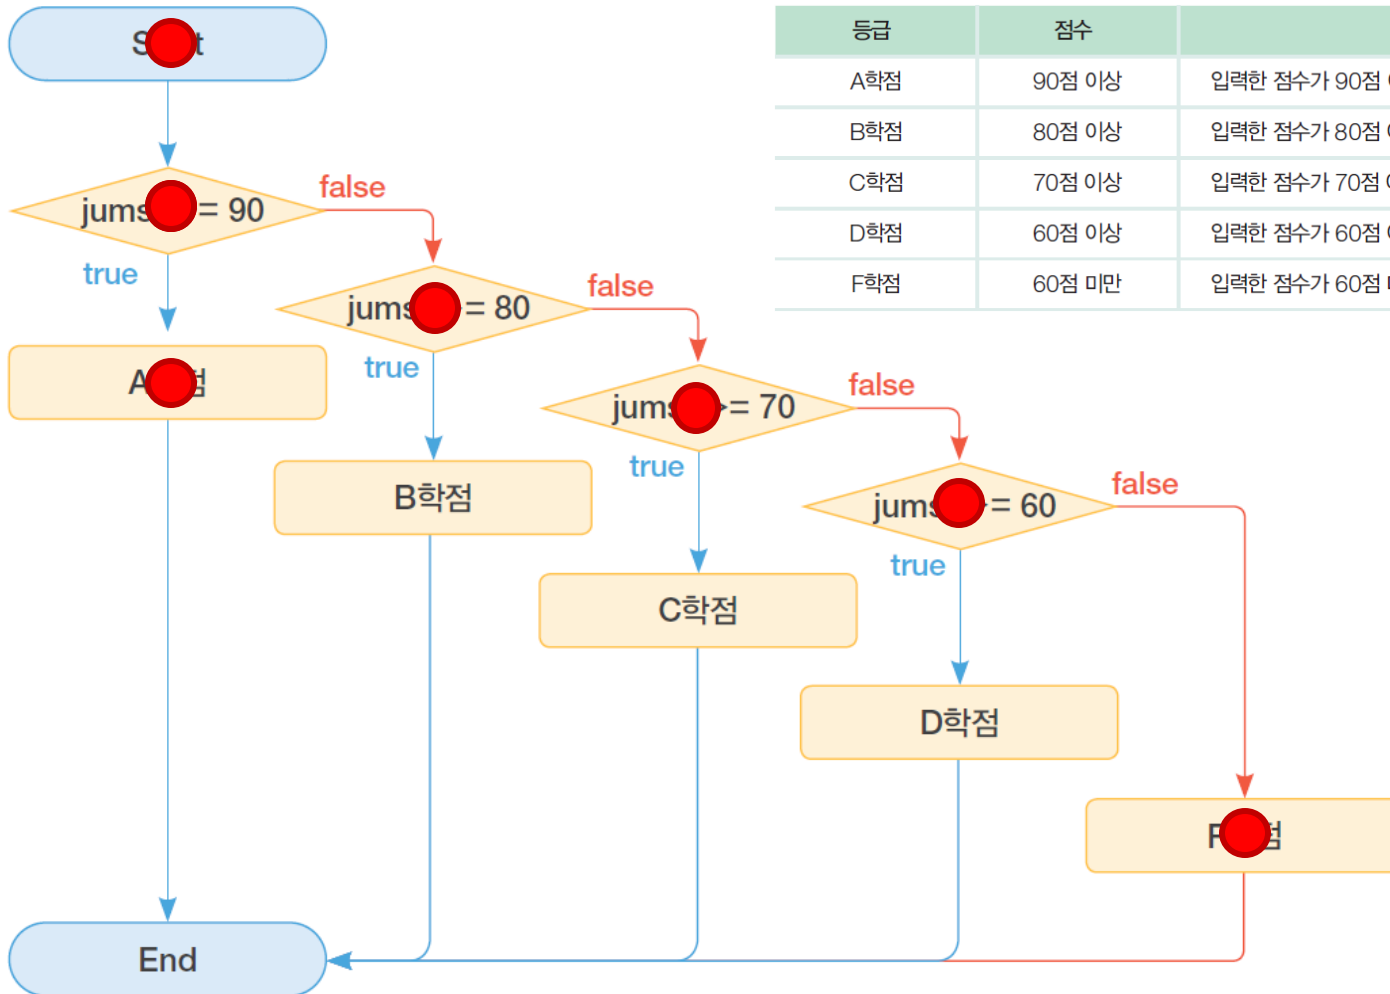 등급 점수
A학점 90점 이상 입력한 점수가 90점
B학점 80점 이상 입력한 점수가 80점
C학점 70점 이상 입력한 점수가 70점
D학점 60점 이상 입력한 점수가 60점
F학점 60점 미만 입력한 점수가 60점
= 90
false
true
= 80
false
true
>= 70
false
true
= 60
false
true
B학점
C학점
D학점
End